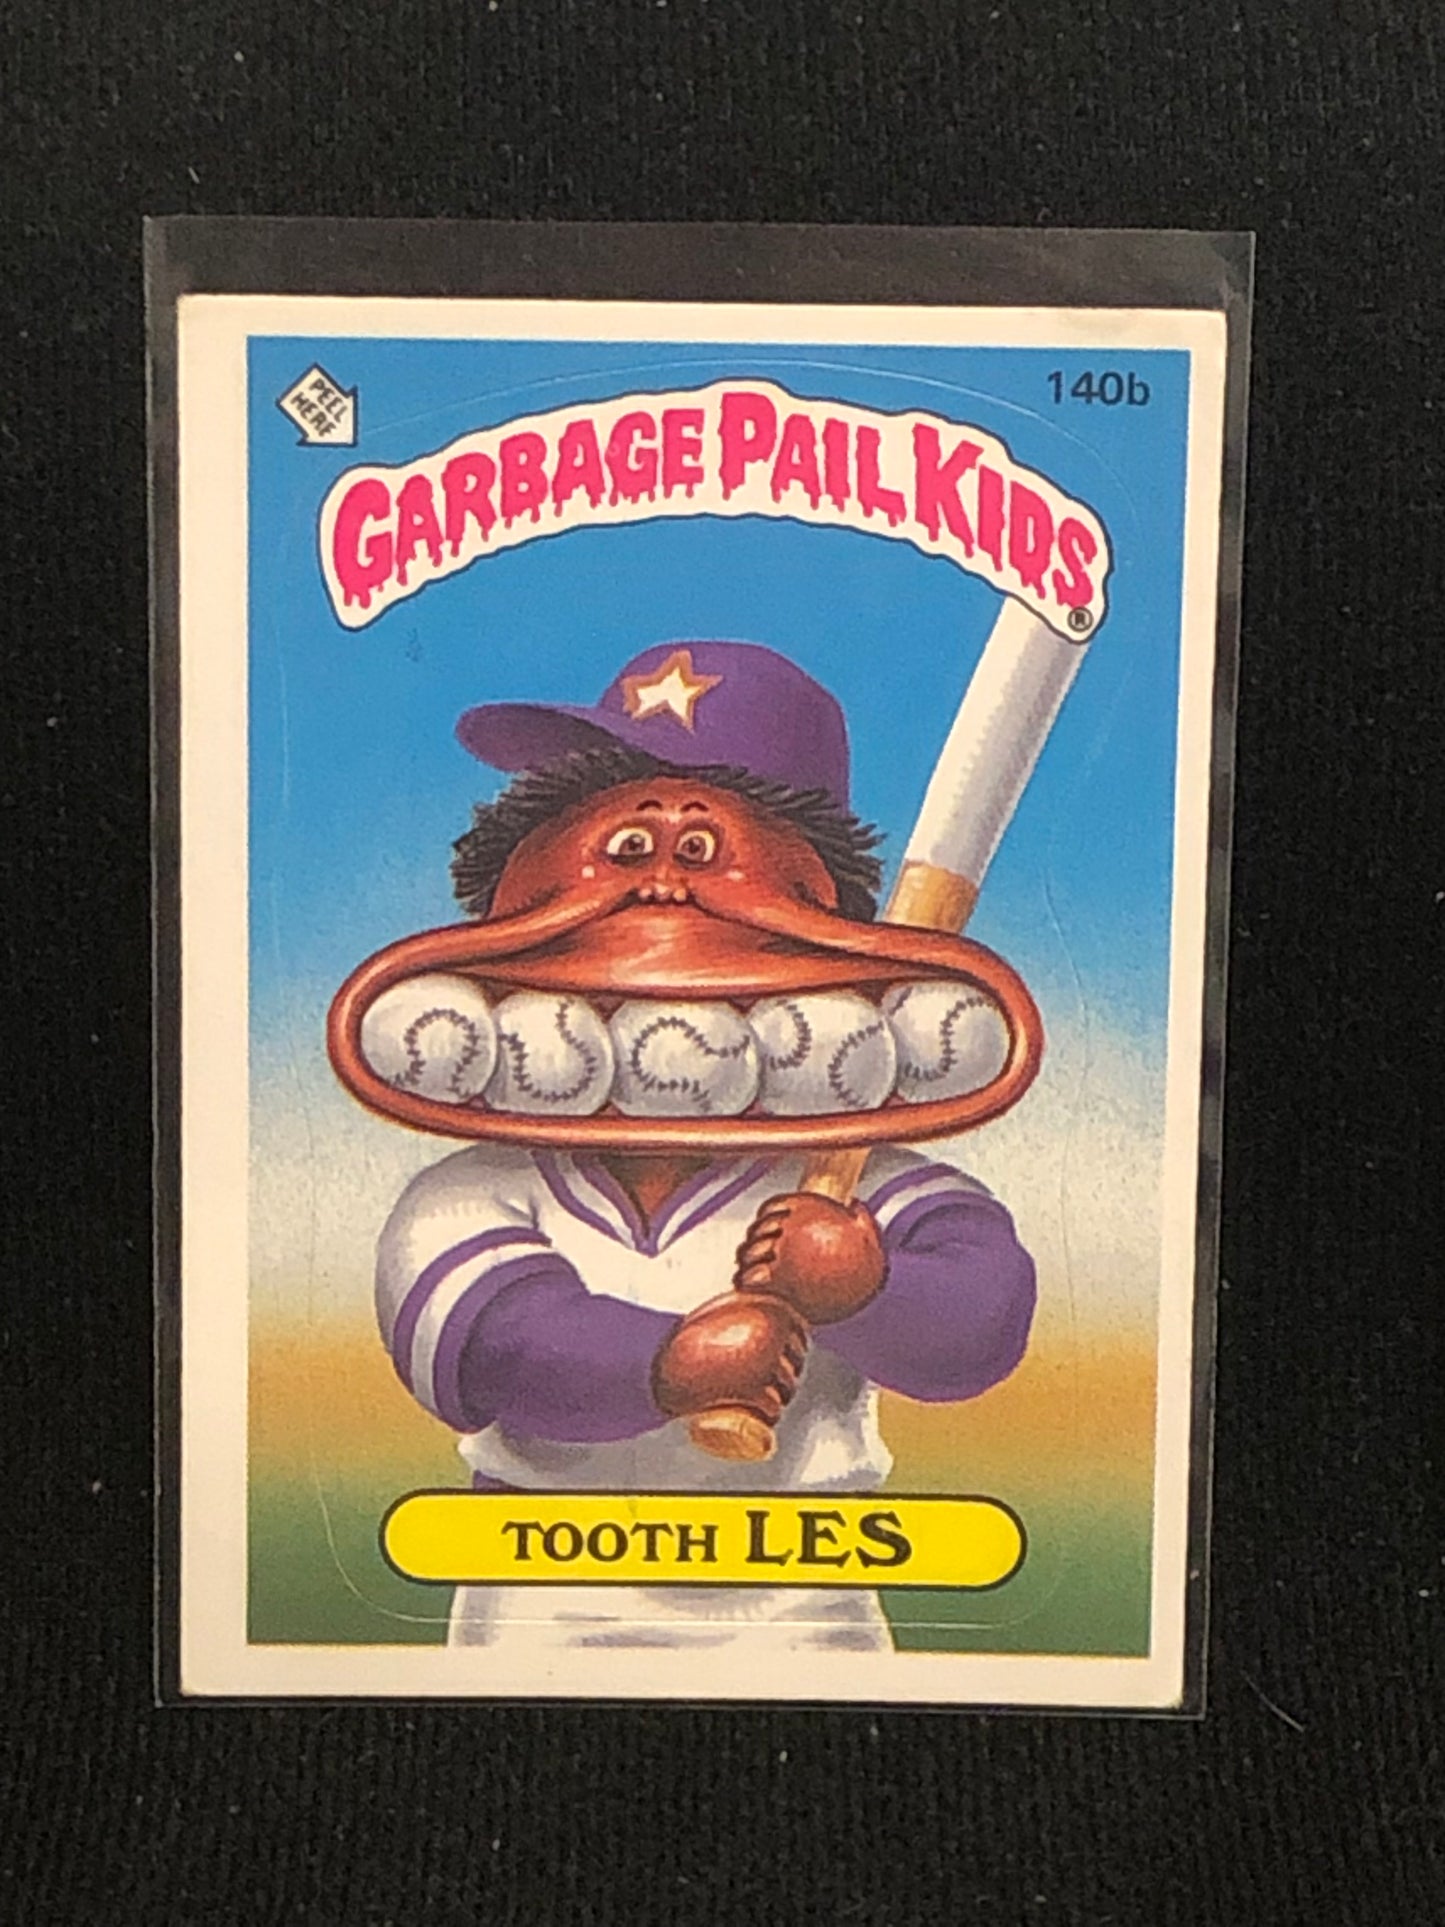 PEEL
HERE
140b
GARBAGE PAIL KIDS®
TOOTH LES